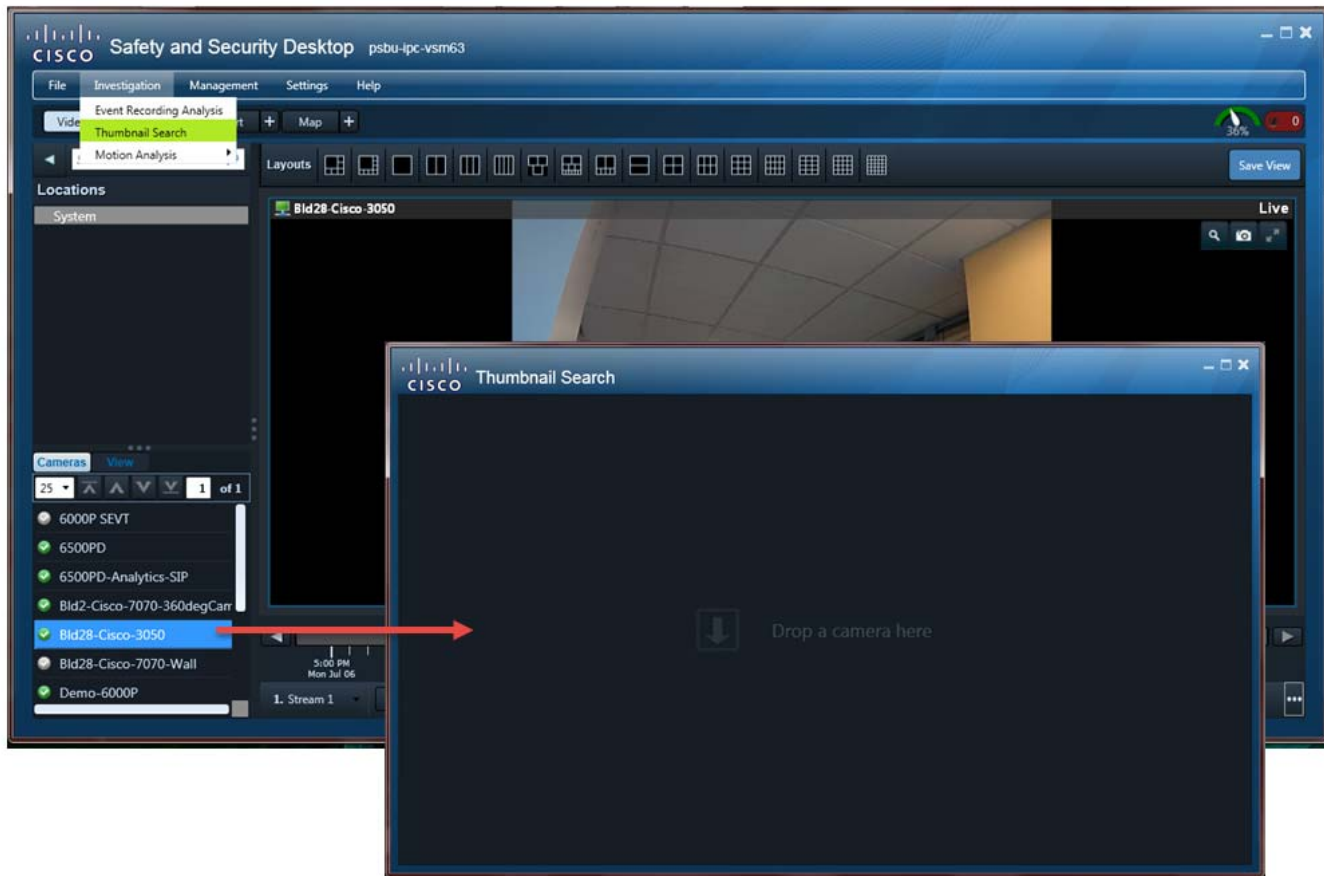 CISCO Safety and Security Desktop psbu-ipc-vsm63
File Investigation Management Settings Help
Event Recording Analysis
Thumbnail Search
Motion Analysis
Map
36% 0
Layouts
Save View
Locations
System
Bld28-Cisco-3050 Live
CISCO Thumbnail Search
Drop a camera here
Cameras View
25 1 of 1
6000P SEVT
6500PD
6500PD-Analytics-SIP
Bld2-Cisco-7070-360degCam
Bld28-Cisco-3050
Bld28-Cisco-7070-Wall
Demo-6000P
5:00 PM
Mon Jul 06
1. Stream 1